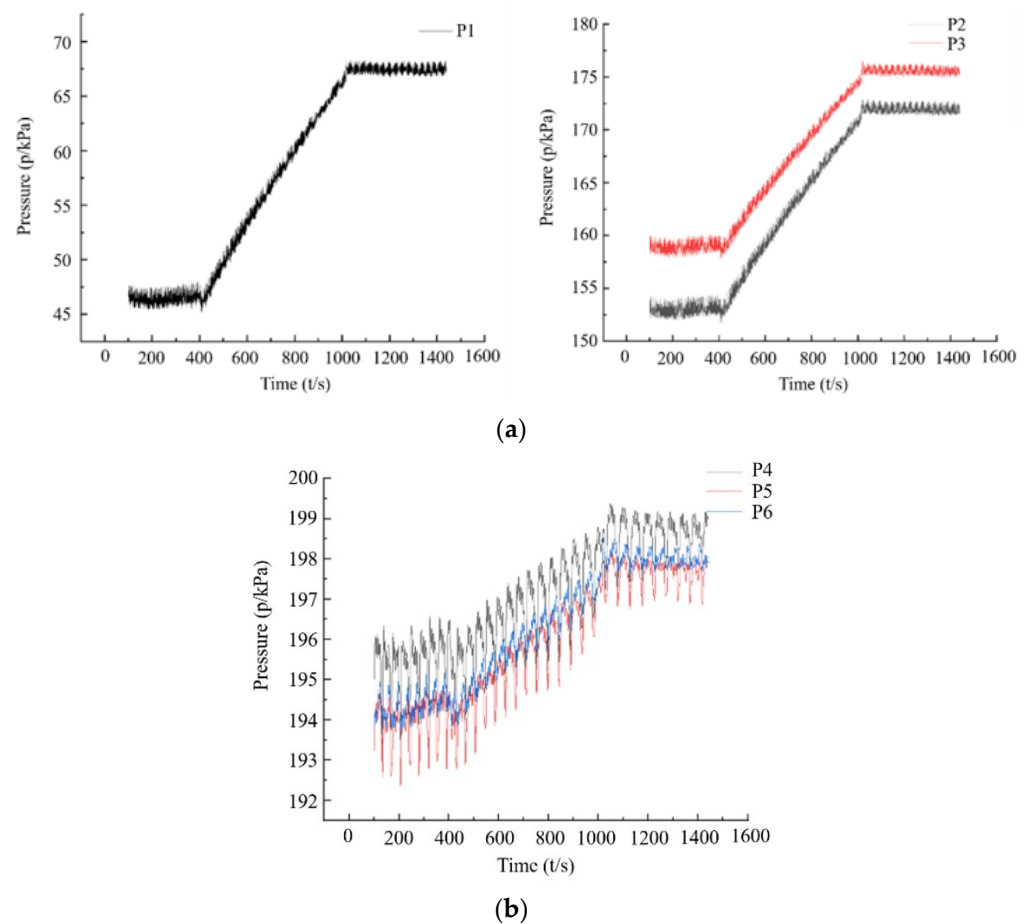 P1
70
65
60
55
50
45
Pressure (p/kPa)
0 200 400 600 800 1000 1200 1400 1600
Time (t/s)
P2
P3
180
175
170
165
160
155
150
Pressure (p/kPa)
0 200 400 600 800 1000 1200 1400 1600
Time (t/s)
(a)
P4
P5
P6
200
199
198
197
196
195
194
193
192
Pressure (p/kPa)
0 200 400 600 800 1000 1200 1400 1600
Time (t/s)
(b)